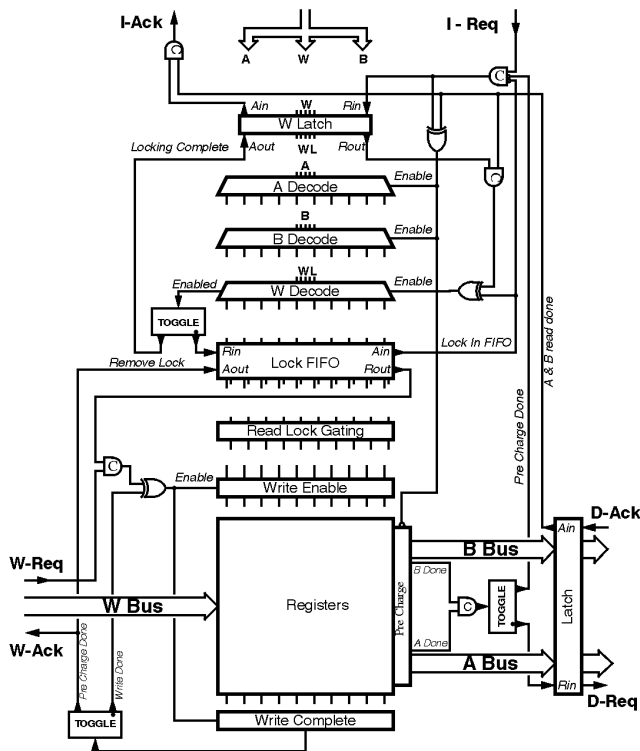 I-Ack
I - Req
A
W
B
C
C
Ain
W
Rin
W Latch
Locking Complete
Aout
WL
Rout
C
A
A Decode
Enable
B
B Decode
Enable
WL
Enabled
W Decode
Enable
TOGGLE
Rin
Ain
Lock In FIFO
Remove Lock
Lock FIFO
Aout
Rout
A & B read done
Pre Charge Done
Read Lock Gating
C
Enable
Write Enable
W-Req
W Bus
W-Ack
Registers
Pre Charge
B Bus
B Done
C
TOGGLE
A Done
A Bus
Ain
D-Ack
Latch
Rin
D-Req
Pre Charge Done
Write Done
TOGGLE
Write Complete